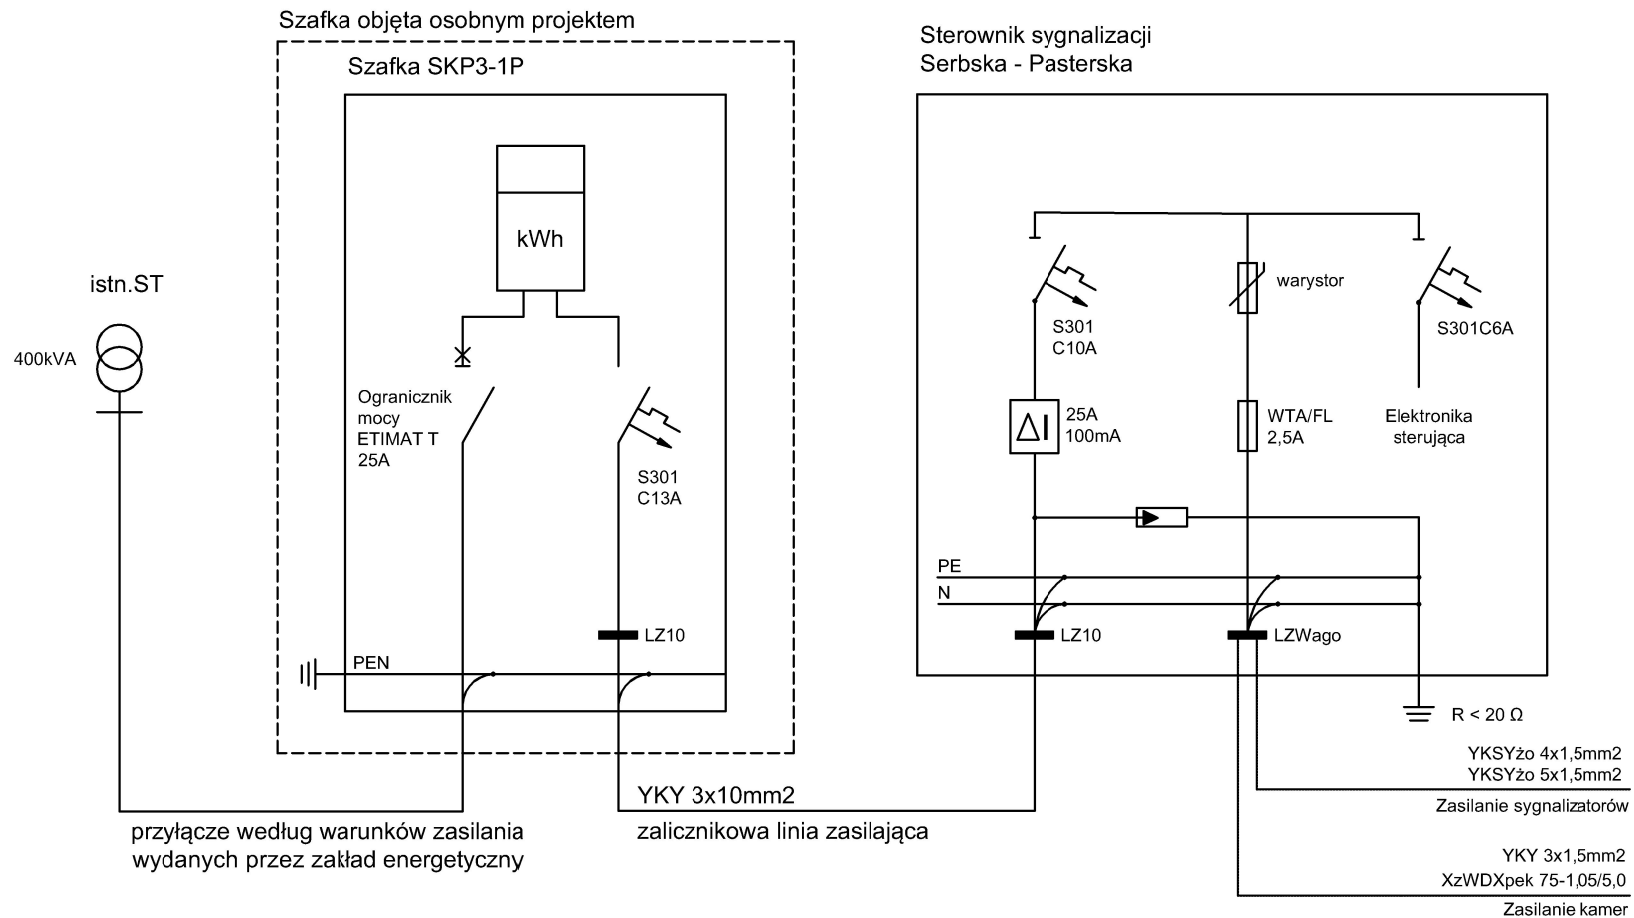 Szafka objęta osobnym projektem
Szafka SKP3-1P
kWh
istn.ST
400kVA
Ogranicznik
mocy
ETIMAT T
25A
S301
C13A
LZ10
PEN
przyłącze według warunków zasilania
wydanych przez zakład energetyczny
YKY 3x10mm2
zalicznikowa linia zasilająca
Sterownik sygnalizacji
Serbska - Pasterska
S301
C10A
warystor
S301C6A
ΔI
25A
100mA
WTA/FL
2,5A
Elektronika
sterująca
PE
N
LZ10
LZWago
R < 20 Ω
YKSYżo 4x1,5mm2
YKSYżo 5x1,5mm2
Zasilanie sygnalizatorów
YKY 3x1,5mm2
XzWDXpek 75-1,05/5,0
Zasilanie kamer